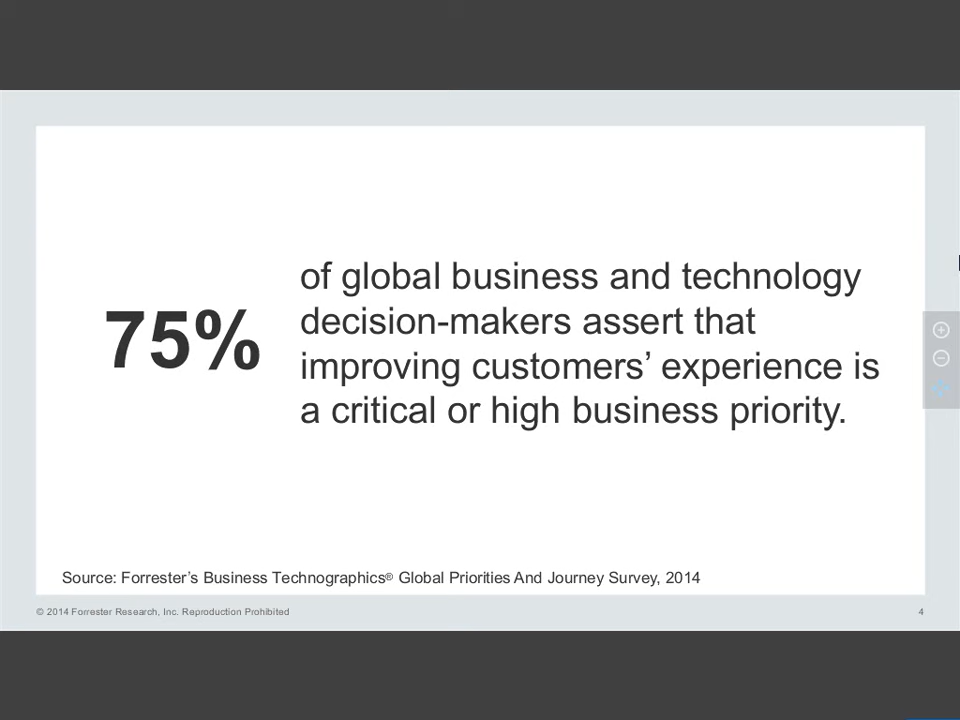 75%
of global business and technology
decision-makers assert that
improving customers’ experience is
a critical or high business priority.
Source: Forrester’s Business Technographics® Global Priorities And Journey Survey, 2014
© 2014 Forrester Research, Inc. Reproduction Prohibited
4